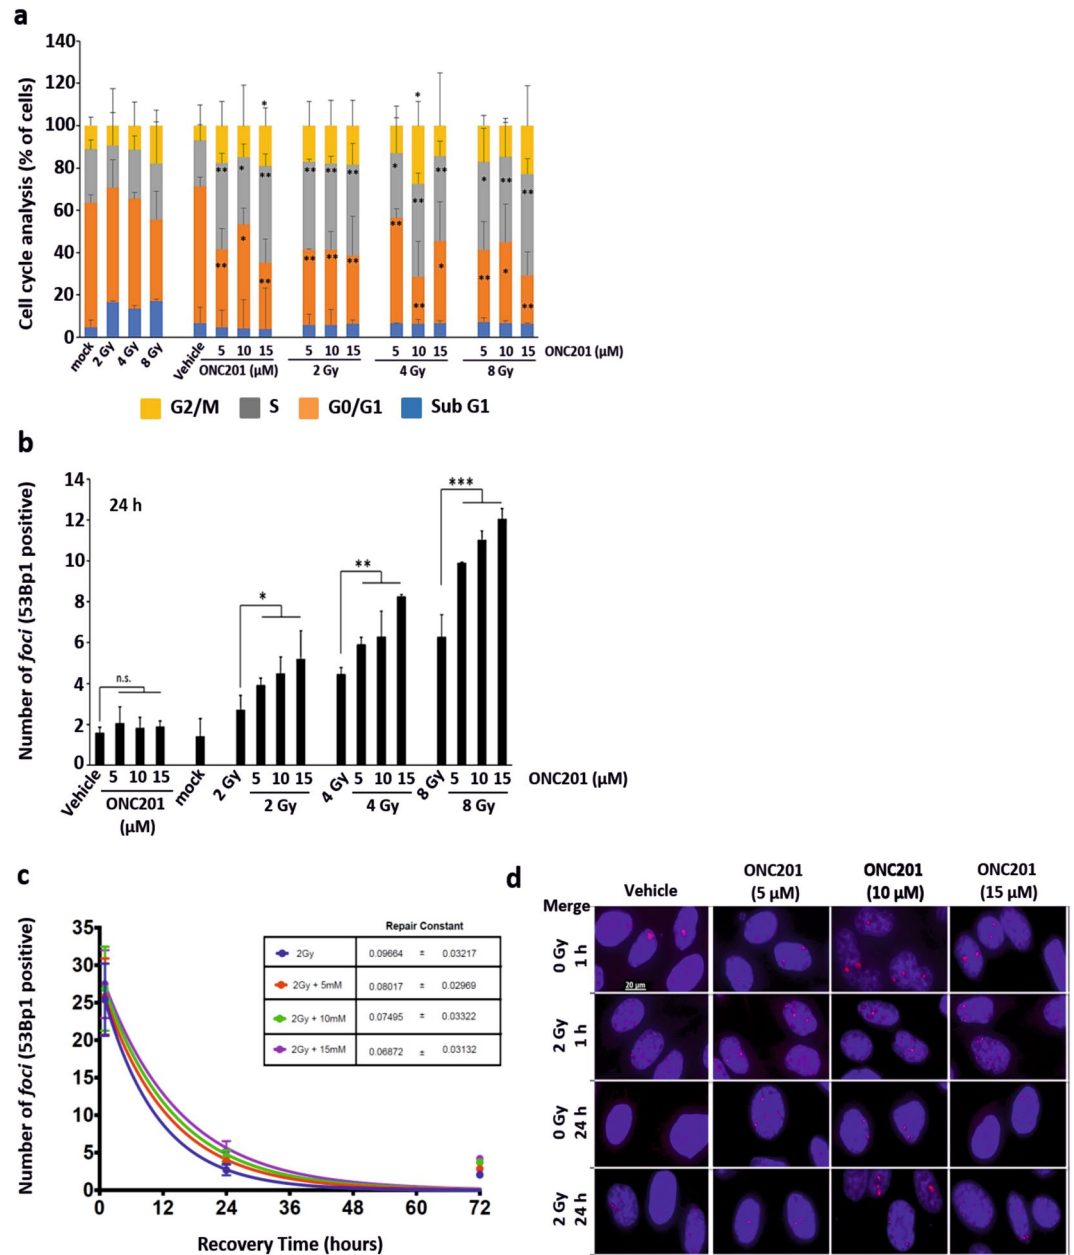 a
Cell cycle analysis (% of cells)
140
120
100
80
60
40
20
0
mock 2 Gy 4 Gy 8 Gy Vehicle 5 10 15 5 10 15 5 10 15 5 10 15 ONC201 (µM)
ONC201 (µM) 2 Gy 4 Gy 8 Gy
G2/M S G0/G1 Sub G1
b
Number of foci (53Bp1 positive)
14
12
10
8
6
4
2
0
24 h
n.s.
*
**
***
Vehicle 5 10 15 mock 2 Gy 5 10 15 4 Gy 5 10 15 8 Gy 5 10 15 ONC201 (µM)
ONC201 2 Gy 4 Gy 8 Gy
(µM)
c
Number of foci (53Bp1 positive)
35
30
25
20
15
10
5
0
0 12 24 36 48 60 72
Recovery Time (hours)
Repair Constant
2Gy 0.09664 ± 0.03217
2Gy + 5mM 0.08017 ± 0.02969
2Gy + 10mM 0.07495 ± 0.03322
2Gy + 15mM 0.06872 ± 0.03132
d
Vehicle ONC201 (5 µM) ONC201 (10 µM) ONC201 (15 µM)
Merge
0 Gy 1 h
20 µm
2 Gy 1 h
0 Gy 24 h
2 Gy 24 h